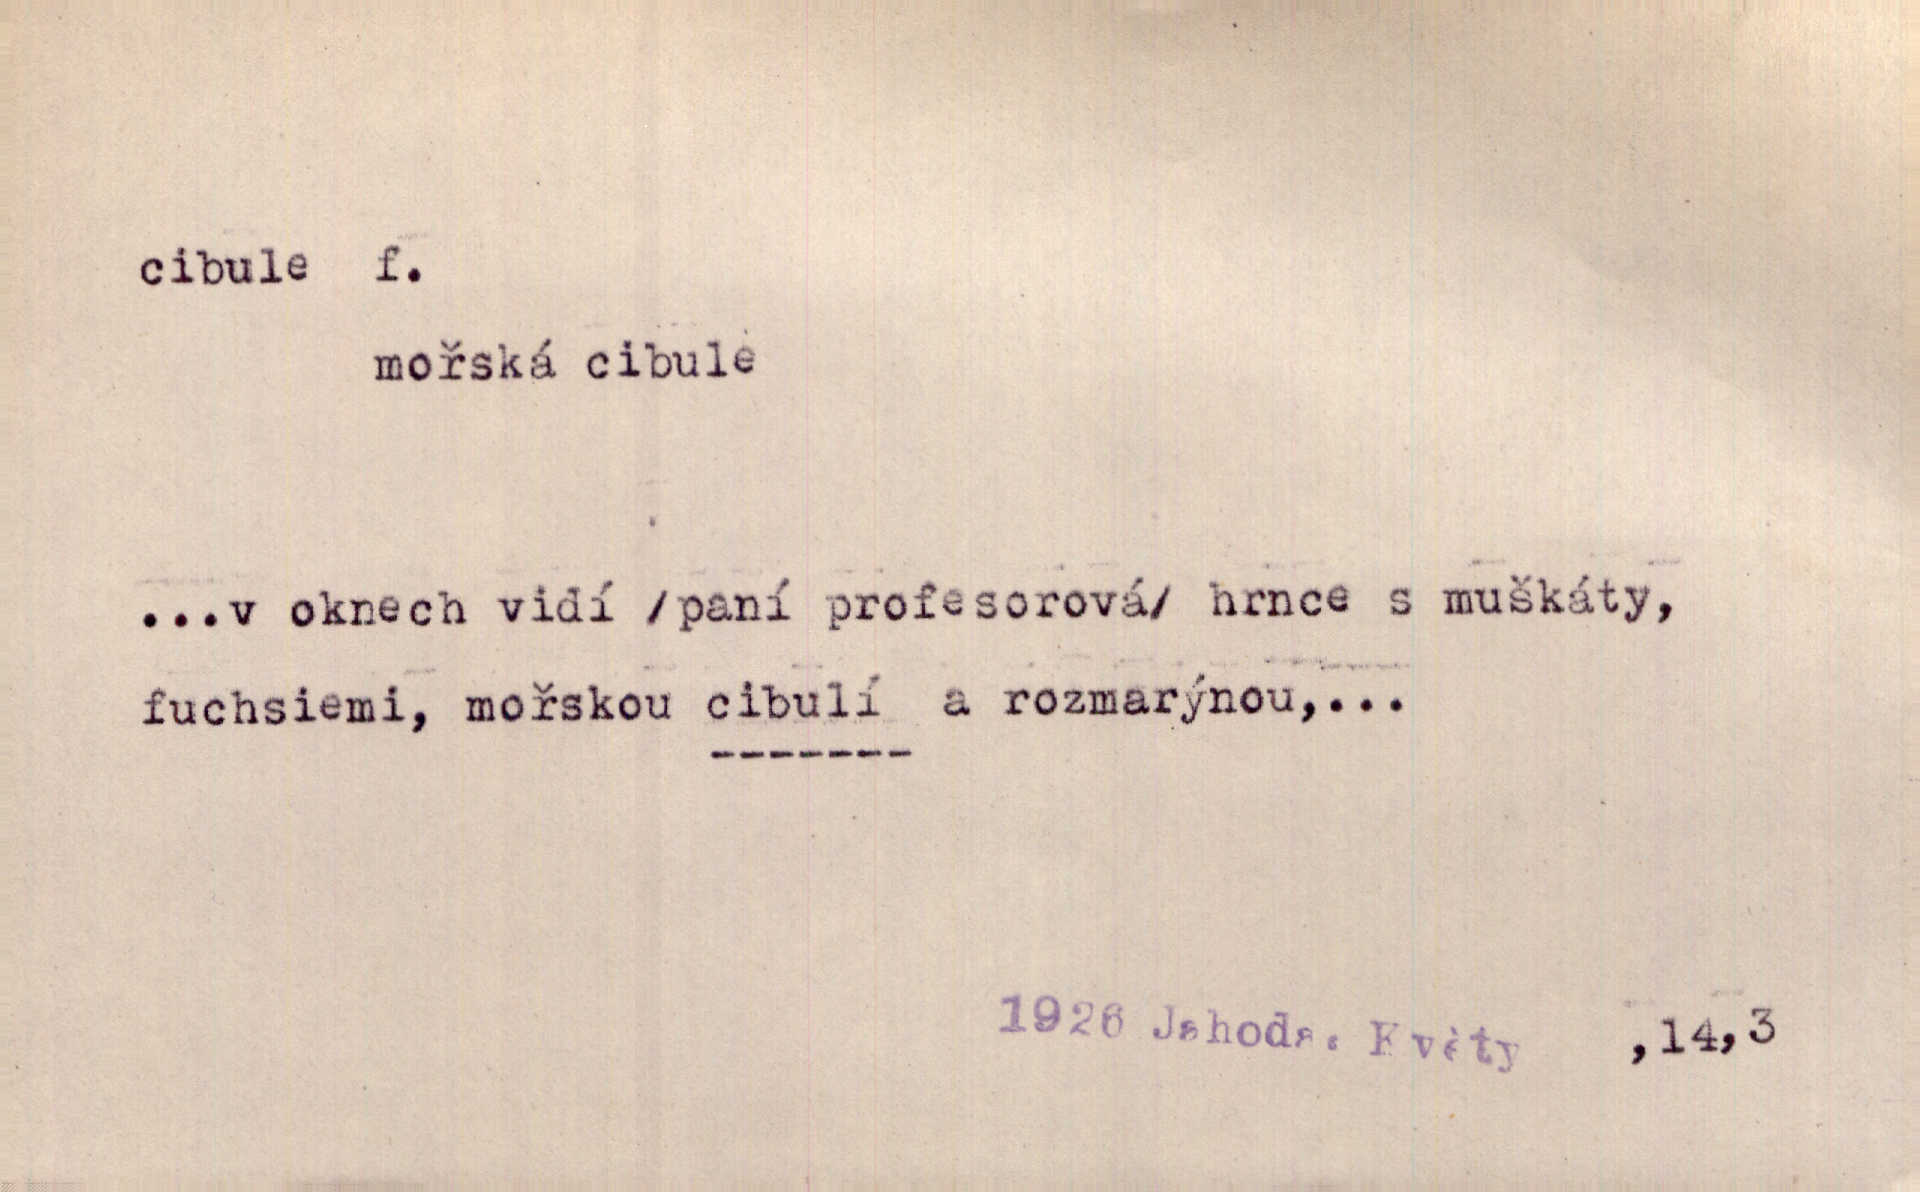 cibule f.
mořská cibule
...v oknech vidí /paní profesorová/ hrnce s muškáty,
fuchsiemi, mořskou cibulí a rozmarýnou,...
1926 Jahoda. Květy ,14,3